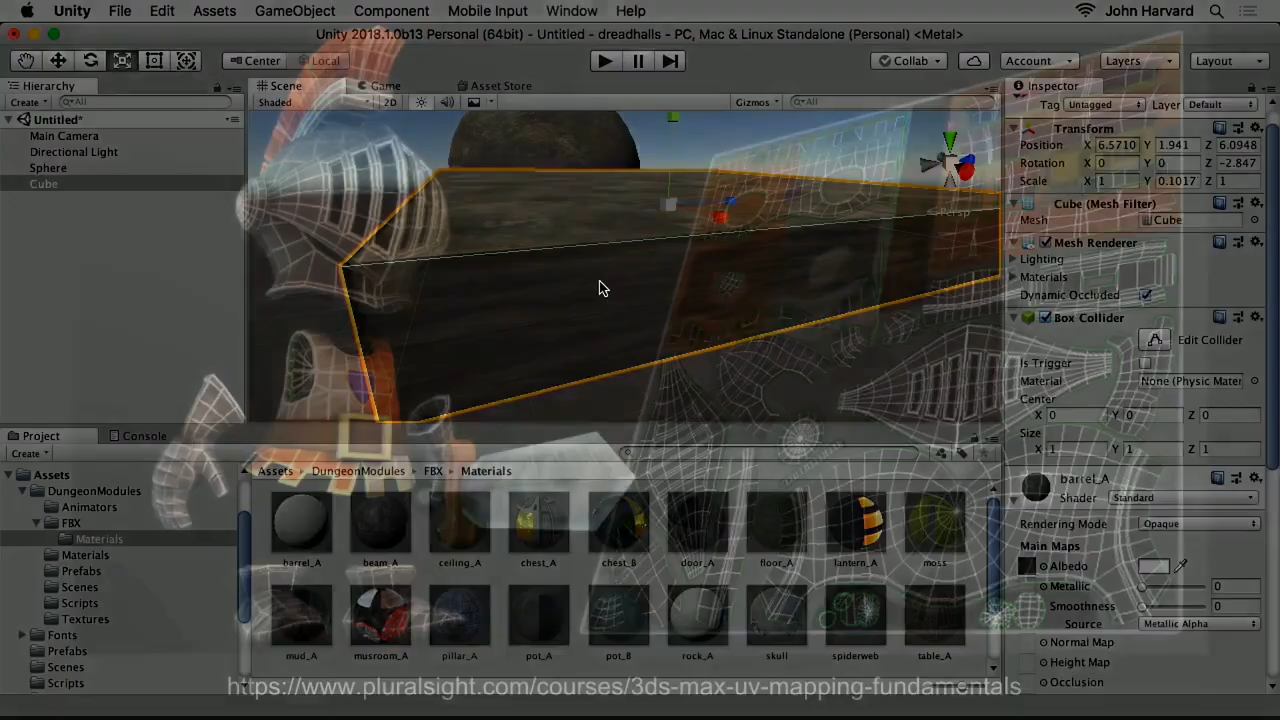 Unity File Edit Assets GameObject Component Mobile Input Window Help John Harvard
Unity 2018.1.0b13 Personal (64bit) - Untitled - dreadhalls - PC, Mac & Linux Standalone (Personal) <Metal>
Center Local Collab Account Layers Layout
Hierarchy
Create All
Untitled*
Main Camera
Directional Light
Sphere
Cube
Scene Game Asset Store
Shaded 2D Gizmos All
Persp
Inspector
Tag Untagged Layer Default
Transform
Position X 6.5710 Y 1.941 Z 6.0948
Rotation X 0 Y 0 Z -2.847
Scale X 1 Y 0.1017 Z 1
Cube (Mesh Filter)
Mesh Cube
Mesh Renderer
Lighting
Materials
Dynamic Occluded
Box Collider
Edit Collider
Is Trigger
Material None (Physic Mater
Center
X 0 Y 0 Z 0
Size
X 1 Y 1 Z 1
barrel_A
Shader Standard
Rendering Mode Opaque
Main Maps
Albedo
Metallic 0
Smoothness 0
Source Metallic Alpha
Normal Map
Height Map
Occlusion
Project Console
Create
Assets
DungeonModules
Animators
FBX
Materials
Materials
Prefabs
Scenes
Scripts
Textures
Fonts
Prefabs
Scenes
Scripts
Assets DungeonModules FBX Materials
barrel_A beam_A ceiling_A chest_A chest_B door_A floor_A lantern_A moss
mud_A musroom_A pillar_A pot_A pot_B rock_A skull spiderweb table_A
https://www.pluralsight.com/courses/3ds-max-uv-mapping-fundamentals